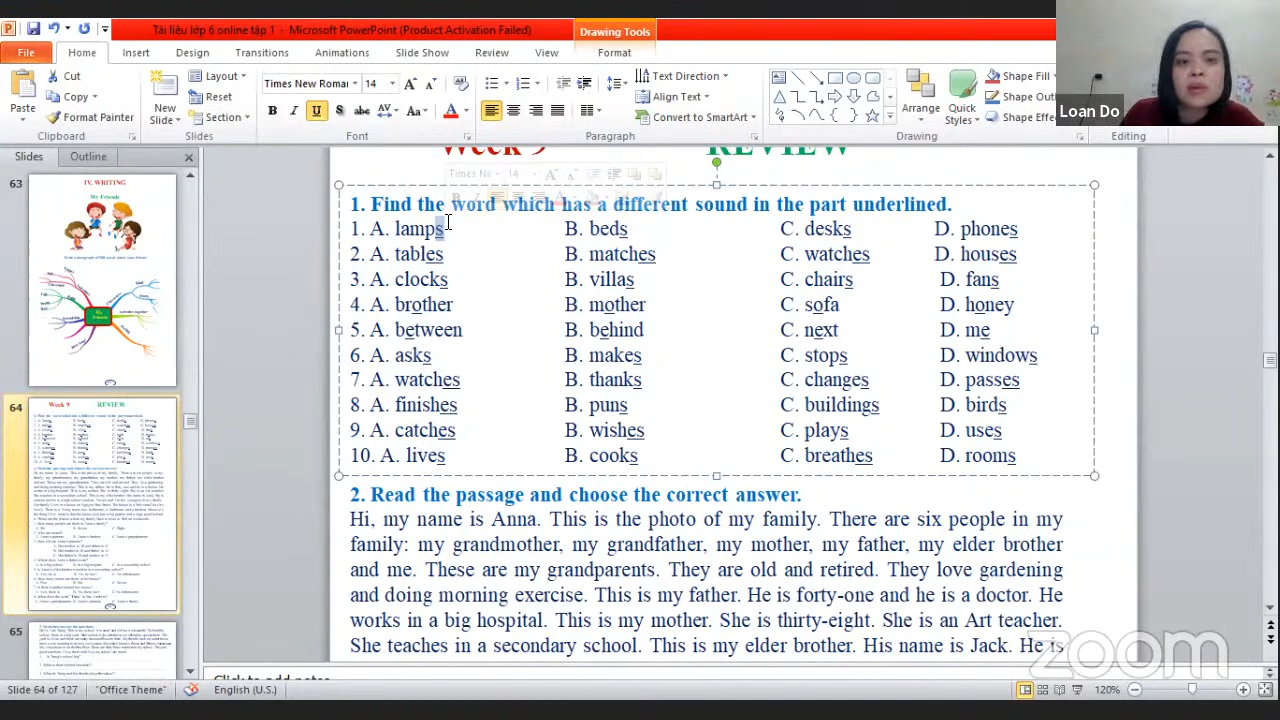 Tài liệu lớp 6 online tập 1 - Microsoft PowerPoint (Product Activation Failed)
Drawing Tools
File Home Insert Design Transitions Animations Slide Show Review View Format
Paste
Cut
Copy
Format Painter
Clipboard
New Slide
Layout
Reset
Section
Slides
Times New Roma 14
Font
Paragraph
Text Direction
Align Text
Convert to SmartArt
Arrange
Quick Styles
Shape Fill
Shape Out
Shape Effe
Drawing
Editing
Loan Do
Slides Outline
63
IV. WRITING
My Friends
64
Week 9 REVIEW
65
Week 9 REVIEW
1. Find the word which has a different sound in the part underlined.
1. A. lamps B. beds C. desks D. phones
2. A. tables B. matches C. watches D. houses
3. A. clocks B. villas C. chairs D. fans
4. A. brother B. mother C. sofa D. honey
5. A. between B. behind C. next D. me
6. A. asks B. makes C. stops D. windows
7. A. watches B. thanks C. changes D. passes
8. A. finishes B. puns C. buildings D. birds
9. A. catches B. wishes C. plays D. uses
10. A. lives B. cooks C. breathes D. rooms
2. Read the passage and choose the correct answer.
Hi, my name is Anna. This is the photo of my family. There are six people in my
family: my grandmother, my grandfather, my father, my elder brother
and me. These are my grandparents. They are old and retired. They love gardening
and doing morning exercise. This is my father. He is forty-one and he is a doctor. He
works in a big hospital. This is my mother. She is thirty-eight. She is an Art teacher.
She teaches in a secondary school. This is my elder brother. His name is Jack. He is
zoom
Slide 64 of 127 "Office Theme" English (U.S.) 120%